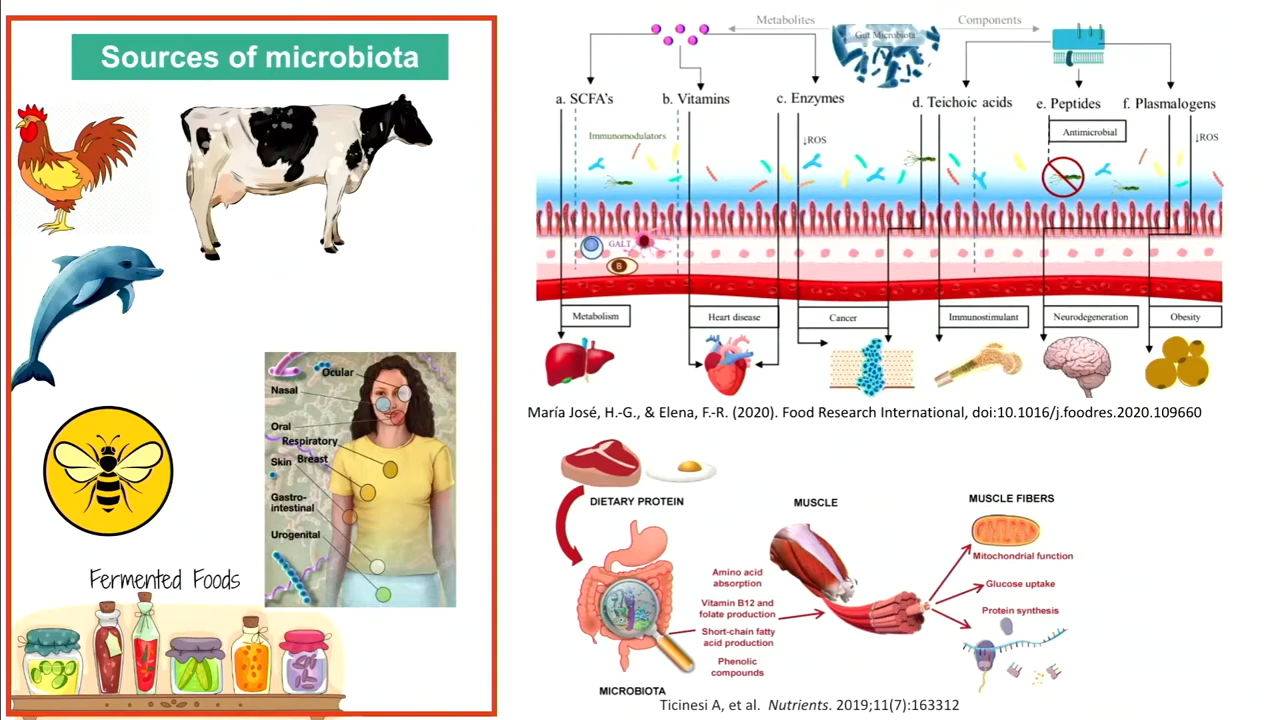 Sources of microbiota
Ocular
Nasal
Oral
Respiratory
Skin
Breast
Gastro-
intestinal
Urogenital
Fermented Foods
Metabolites
Gut Microbiota
Components
a. SCFA's
b. Vitamins
c. Enzymes
d. Teichoic acids
e. Peptides
f. Plasmalogens
Immunomodulators
↓ROS
Antimicrobial
↓ROS
GALT
B
Metabolism
Heart disease
Cancer
Immunostimulant
Neurodegeneration
Obesity
María José, H.-G., & Elena, F.-R. (2020). Food Research International, doi:10.1016/j.foodres.2020.109660
DIETARY PROTEIN
MUSCLE
MUSCLE FIBERS
Mitochondrial function
Amino acid
absorption
Glucose uptake
Vitamin B12 and
folate production
Protein synthesis
Short-chain fatty
acid production
Phenolic
compounds
MICROBIOTA
Ticinesi A, et al. Nutrients. 2019;11(7):163312